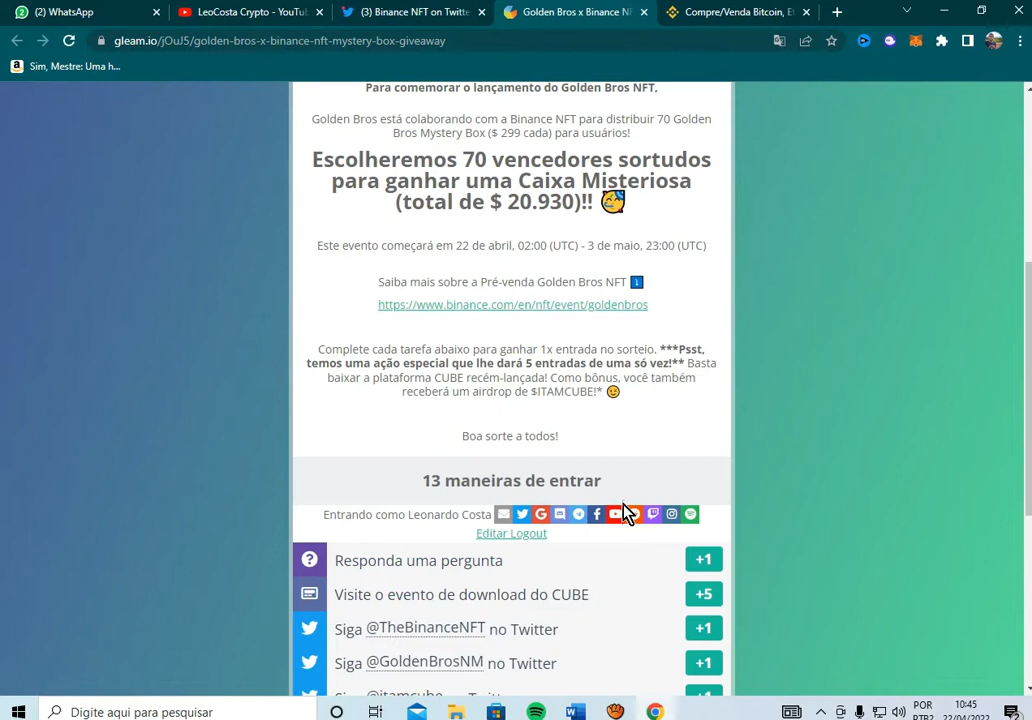 (2) WhatsApp
LeoCosta Crypto - YouTu
(3) Binance NFT on Twitte
Golden Bros x Binance N
Compre/Venda Bitcoin, E
gleam.io/jOuJ5/golden-bros-x-binance-nft-mystery-box-giveaway
Sim, Mestre: Uma h...
Para comemorar o lançamento do Golden Bros NFT,
Golden Bros está colaborando com a Binance NFT para distribuir 70 Golden
Bros Mystery Box ($ 299 cada) para usuários!
Escolheremos 70 vencedores sortudos
para ganhar uma Caixa Misteriosa
(total de $ 20.930)!! 🥳
Este evento começará em 22 de abril, 02:00 (UTC) - 3 de maio, 23:00 (UTC)
Saiba mais sobre a Pré-venda Golden Bros NFT
https://www.binance.com/en/nft/event/goldenbros
Complete cada tarefa abaixo para ganhar 1x entrada no sorteio. ***Psst,
temos uma ação especial que lhe dará 5 entradas de uma só vez!** Basta
baixar a plataforma CUBE recém-lançada! Como bônus, você também
receberá um airdrop de $ITAMCUBE!* 😉
Boa sorte a todos!
13 maneiras de entrar
Entrando como Leonardo Costa
Editar Logout
Responda uma pergunta +1
Visite o evento de download do CUBE +5
Siga @TheBinanceNFT no Twitter +1
Siga @GoldenBrosNM no Twitter +1
Siga @itamcube no Twitter +1
Digite aqui para pesquisar
POR
PTB2
10:45
22/04/2022
2